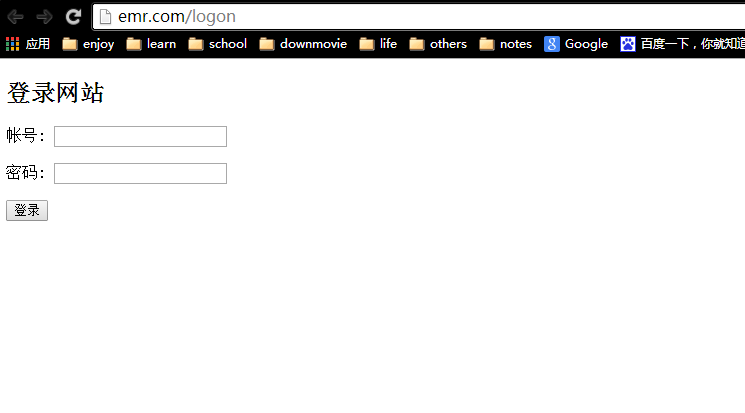 emr.com/logon
应用 enjoy learn school downmovie life others notes Google 百度一下，你就知道
登录网站
帐号：
密码：
登录